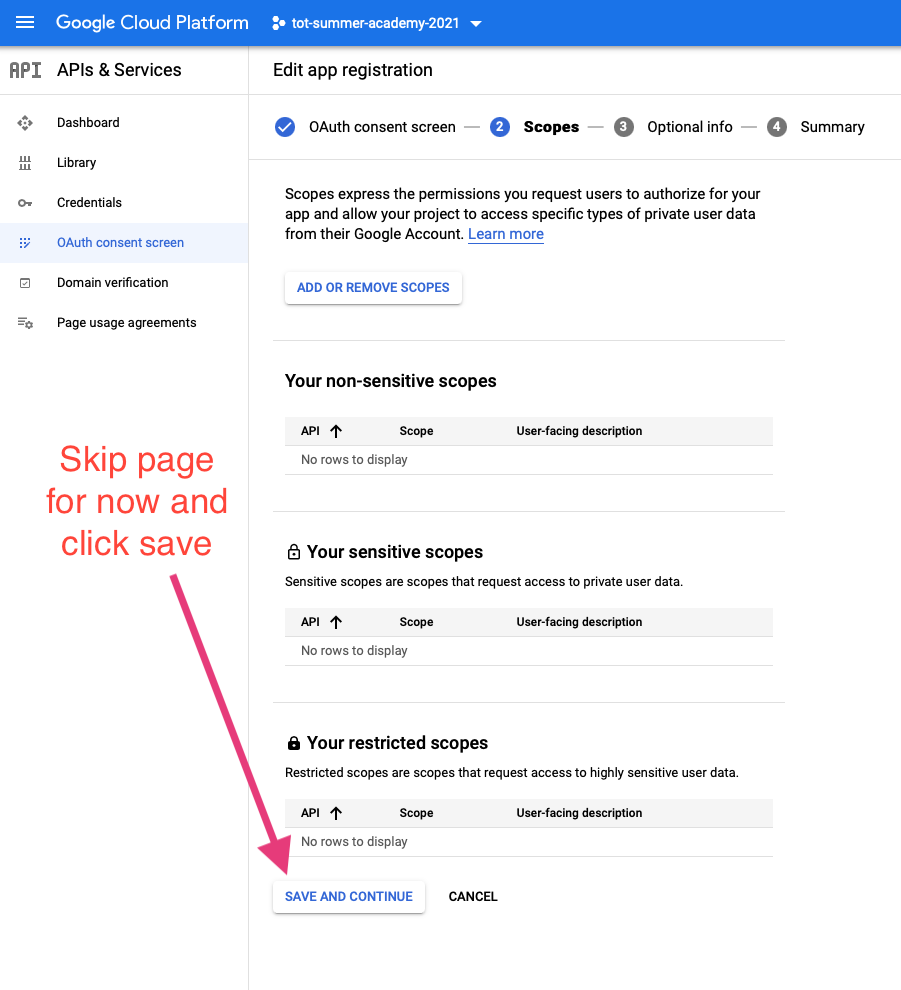 Google Cloud Platform
tot-summer-academy-2021
API APIs & Services
Edit app registration
Dashboard
Library
Credentials
OAuth consent screen
Domain verification
Page usage agreements
OAuth consent screen — 2 Scopes — 3 Optional info — 4 Summary
Scopes express the permissions you request users to authorize for your
app and allow your project to access specific types of private user data
from their Google Account. Learn more
ADD OR REMOVE SCOPES
Your non-sensitive scopes
API Scope User-facing description
No rows to display
Skip page
for now and
click save
Your sensitive scopes
Sensitive scopes are scopes that request access to private user data.
API Scope User-facing description
No rows to display
Your restricted scopes
Restricted scopes are scopes that request access to highly sensitive user data.
API Scope User-facing description
No rows to display
SAVE AND CONTINUE CANCEL